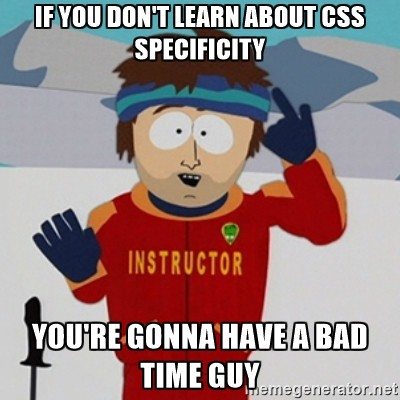 IF YOU DON'T LEARN ABOUT CSS
SPECIFICITY
INSTRUCTOR
YOU'RE GONNA HAVE A BAD
TIME GUY
memegenerator.net